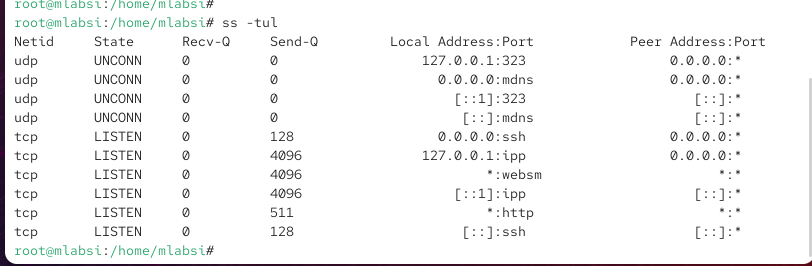 root@mlabsi:/home/mlabsi#
root@mlabsi:/home/mlabsi# ss -tul
Netid State Recv-Q Send-Q Local Address:Port Peer Address:Port
udp UNCONN 0 0 127.0.0.1:323 0.0.0.0:*
udp UNCONN 0 0 0.0.0.0:mdns 0.0.0.0:*
udp UNCONN 0 0 [::1]:323 [::]:*
udp UNCONN 0 0 [::]:mdns [::]:*
tcp LISTEN 0 128 0.0.0.0:ssh 0.0.0.0:*
tcp LISTEN 0 4096 127.0.0.1:ipp 0.0.0.0:*
tcp LISTEN 0 4096 *:websm *:*
tcp LISTEN 0 4096 [::1]:ipp [::]:*
tcp LISTEN 0 511 *:http *:*
tcp LISTEN 0 128 [::]:ssh [::]:*
root@mlabsi:/home/mlabsi#